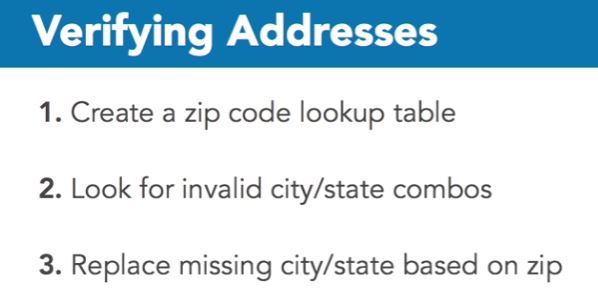 Verifying Addresses
1. Create a zip code lookup table
2. Look for invalid city/state combos
3. Replace missing city/state based on zip